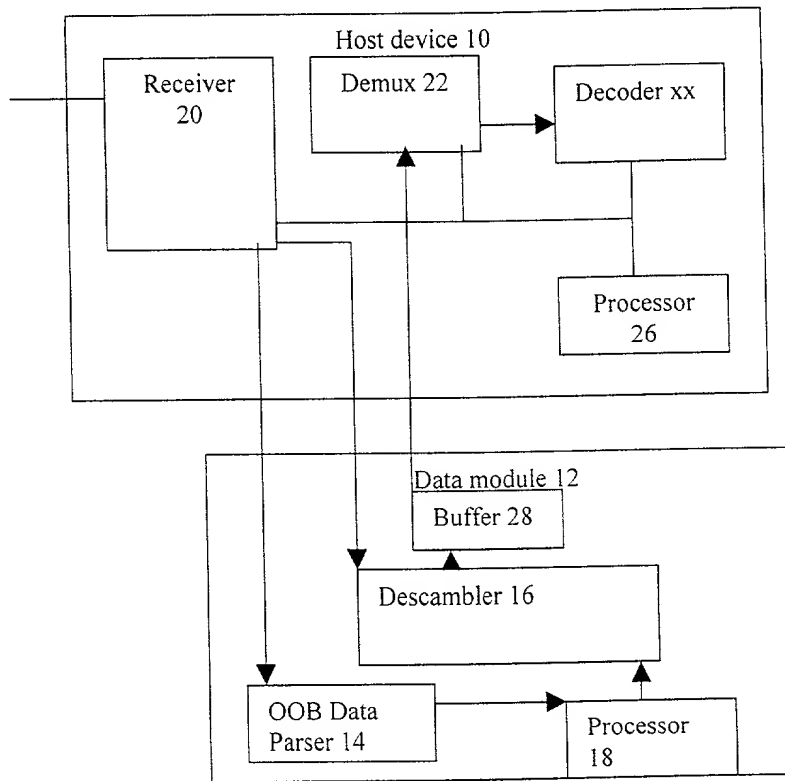 Host device 10
Receiver
20
Demux 22
Decoder xx
Processor
26
Data module 12
Buffer 28
Descambler 16
OOB Data
Parser 14
Processor
18